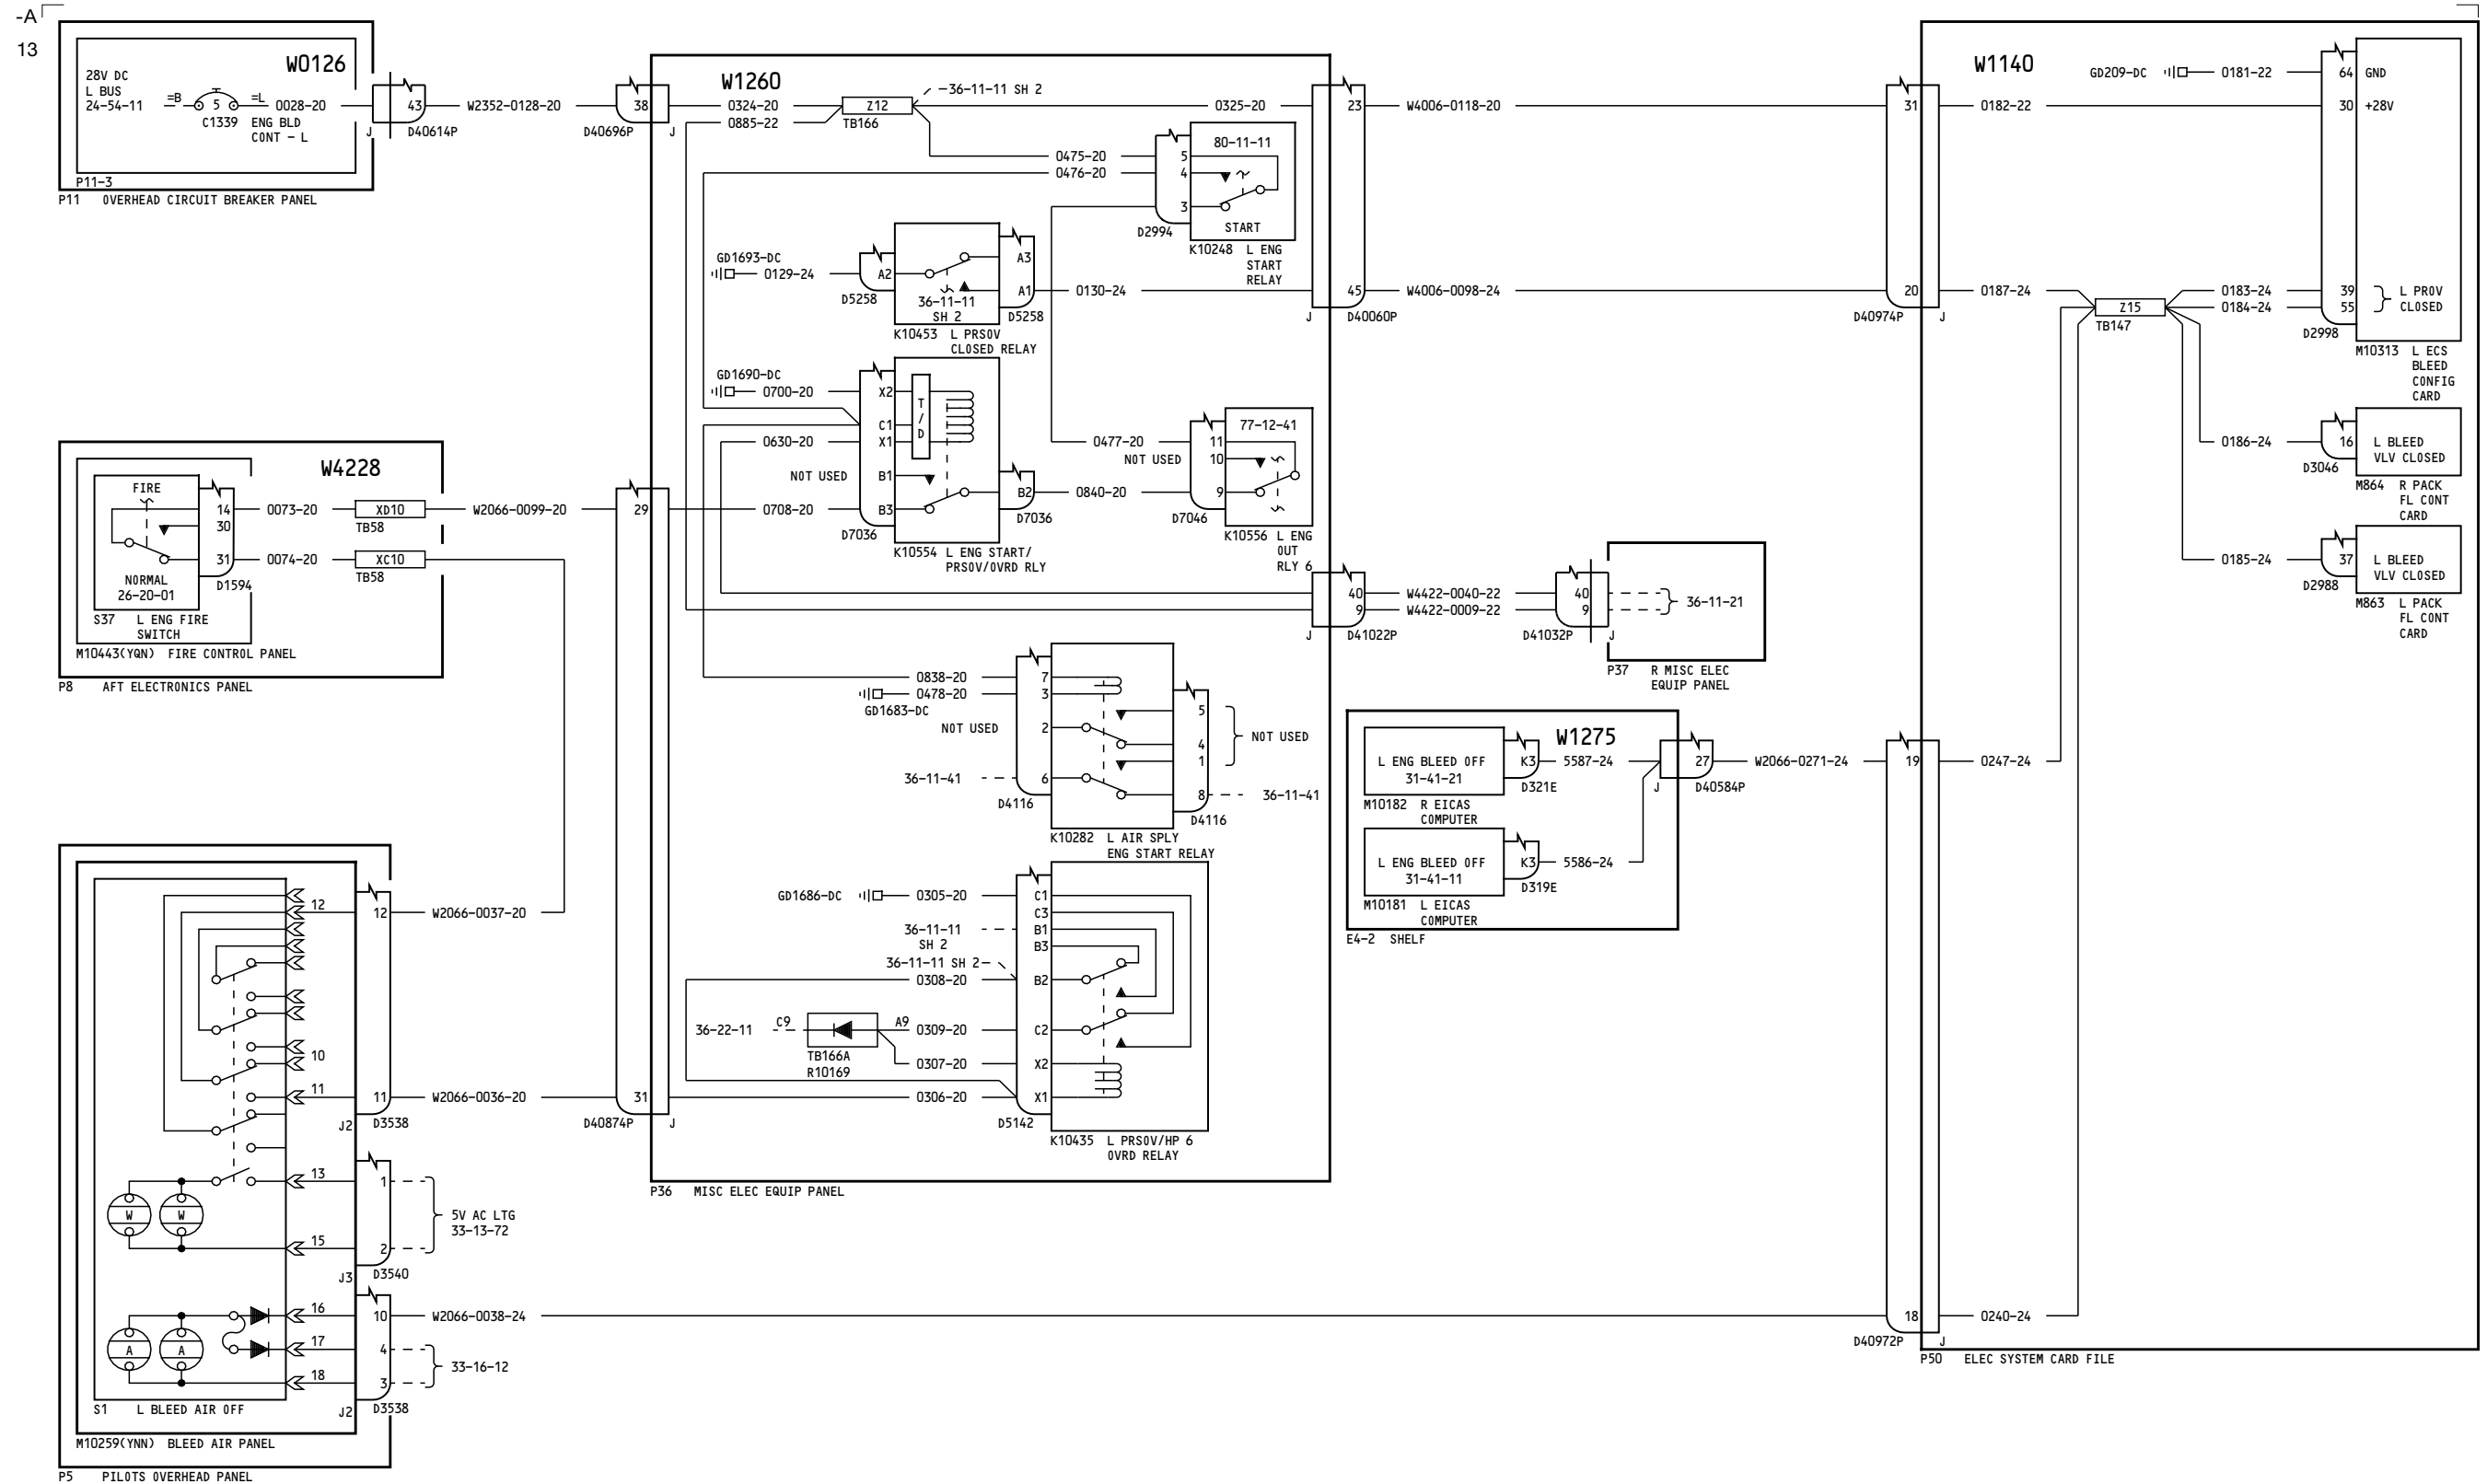 -A
13
W0126
28V DC
L BUS
24-54-11
=B
5
=L
0028-20
C1339
ENG BLD
CONT - L
P11-3
P11 OVERHEAD CIRCUIT BREAKER PANEL
J
43
D40614P
W2352-0128-20
38
D40696P
J
W1260
0324-20
0885-22
Z12
TB166
36-11-11 SH 2
0325-20
0475-20
0476-20
5
4
3
80-11-11
START
D2994
K10248 L ENG
START
RELAY
GD1693-DC
0129-24
A2
D5258
36-11-11
SH 2
A3
A1
D5258
K10453 L PRSOV
CLOSED RELAY
0130-24
GD1690-DC
0700-20
0630-20
NOT USED
0708-20
X2
C1
X1
B1
B3
T
/
D
D7036
B2
D7036
K10554 L ENG START/
PRSOV/OVRD RLY
0840-20
0477-20
NOT USED
11
10
9
D7046
77-12-41
K10556 L ENG
OUT
RLY 6
23
45
J
D40060P
W4006-0118-20
W4006-0098-24
40
9
J
D41022P
W4422-0040-22
W4422-0009-22
40
9
D41032P
J
36-11-21
P37 R MISC ELEC
EQUIP PANEL
W4228
FIRE
NORMAL
26-20-01
14
30
31
D1594
S37 L ENG FIRE
SWITCH
M10443(YQN) FIRE CONTROL PANEL
P8 AFT ELECTRONICS PANEL
0073-20
XD10
TB58
0074-20
XC10
TB58
W2066-0099-20
29
0838-20
0478-20
GD1683-DC
NOT USED
36-11-41
7
3
2
6
D4116
5
4
1
8
D4116
NOT USED
36-11-41
K10282 L AIR SPLY
ENG START RELAY
GD1686-DC
0305-20
36-11-11
SH 2
36-11-11 SH 2
0308-20
36-22-11
C9
A9
0309-20
TB166A
R10169
0307-20
0306-20
C1
C3
B1
B3
B2
C2
X2
X1
D5142
K10435 L PRSOV/HP 6
OVRD RELAY
P36 MISC ELEC EQUIP PANEL
31
D40874P
J
12
10
11
12
11
J2
D3538
W2066-0037-20
W2066-0036-20
13
15
W
W
1
2
J3
D3540
5V AC LTG
33-13-72
16
17
18
A
A
10
4
3
J2
D3538
W2066-0038-24
33-16-12
S1 L BLEED AIR OFF
M10259(YNN) BLEED AIR PANEL
P5 PILOTS OVERHEAD PANEL
W1275
L ENG BLEED OFF
31-41-21
K3
D321E
5587-24
M10182 R EICAS
COMPUTER
L ENG BLEED OFF
31-41-11
K3
D319E
5586-24
M10181 L EICAS
COMPUTER
E4-2 SHELF
J
27
D40584P
W2066-0271-24
W1140
31
20
D40974P
J
GD209-DC
0181-22
0182-22
0187-24
Z15
TB147
0183-24
0184-24
64 GND
30 +28V
39
55
L PROV
CLOSED
D2998
M10313 L ECS
BLEED
CONFIG
CARD
0186-24
16
L BLEED
VLV CLOSED
D3046
M864 R PACK
FL CONT
CARD
0185-24
37
L BLEED
VLV CLOSED
D2988
M863 L PACK
FL CONT
CARD
19
0247-24
18
0240-24
D40972P
J
P50 ELEC SYSTEM CARD FILE